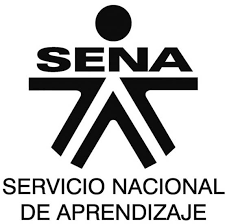 SENA
SERVICIO NACIONAL
DE APRENDIZAJE